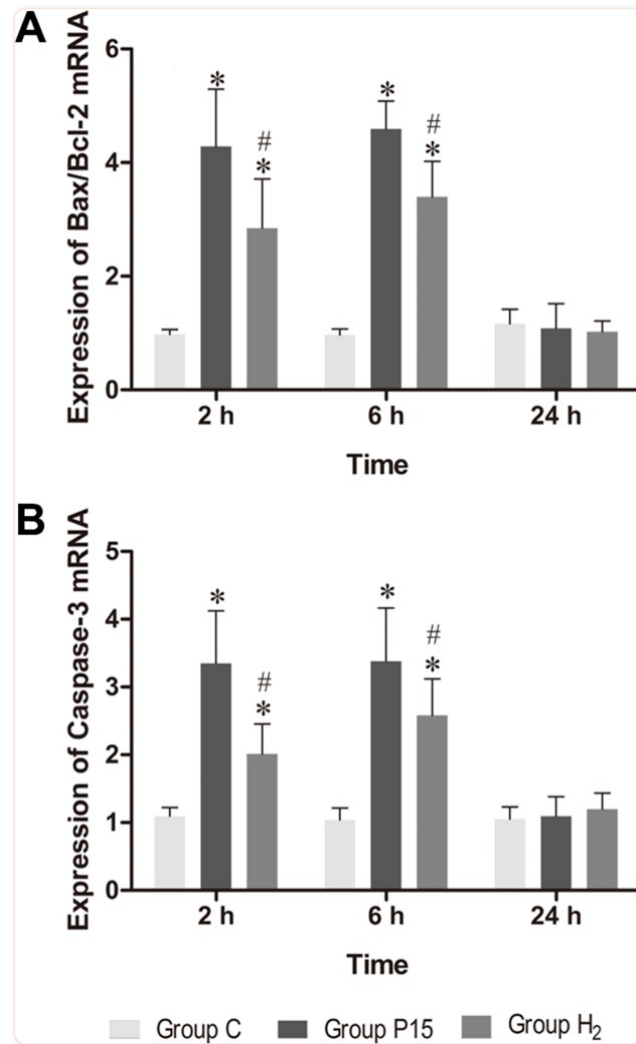 A
Expression of Bax/Bcl-2 mRNA
6
4
2
0
*
#
*
*
#
*
2 h 6 h 24 h
Time
B
Expression of Caspase-3 mRNA
5
4
3
2
1
0
*
#
*
*
#
*
2 h 6 h 24 h
Time
Group C Group P15 Group H₂